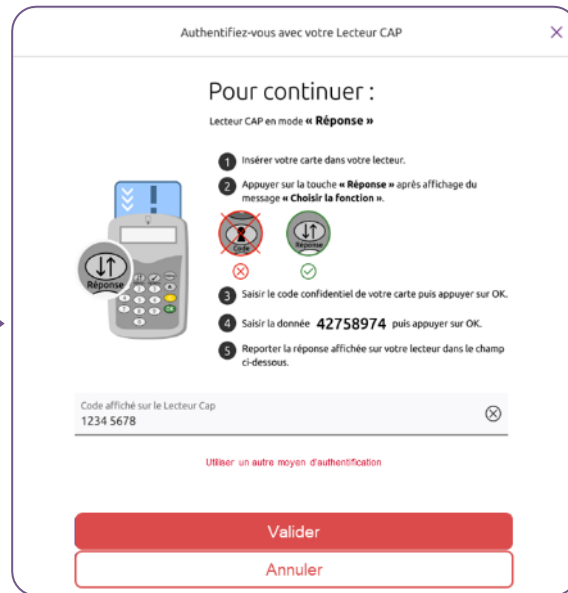 Authentifiez-vous avec votre Lecteur CAP
Pour continuer :
Lecteur CAP en mode « Réponse »
1 Insérer votre carte dans votre lecteur.
2 Appuyer sur la touche « Réponse » après affichage du
message « Choisir la fonction ».
Code
Réponse
Réponse
3 Saisir le code confidentiel de votre carte puis appuyer sur OK.
4 Saisir la donnée 42758974 puis appuyer sur OK.
5 Reporter la réponse affichée sur votre lecteur dans le champ
ci-dessous.
Code affiché sur le Lecteur Cap
1234 5678
Utiliser un autre moyen d'authentification
Valider
Annuler